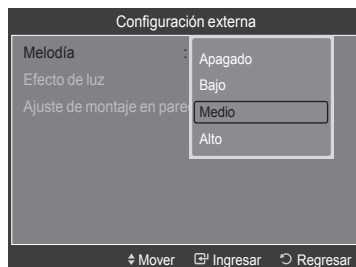 Configuración externa
Melodía : Apagado
Efecto de luz Bajo
Ajuste de montaje en pare Medio
Alto
Mover Ingresar Regresar